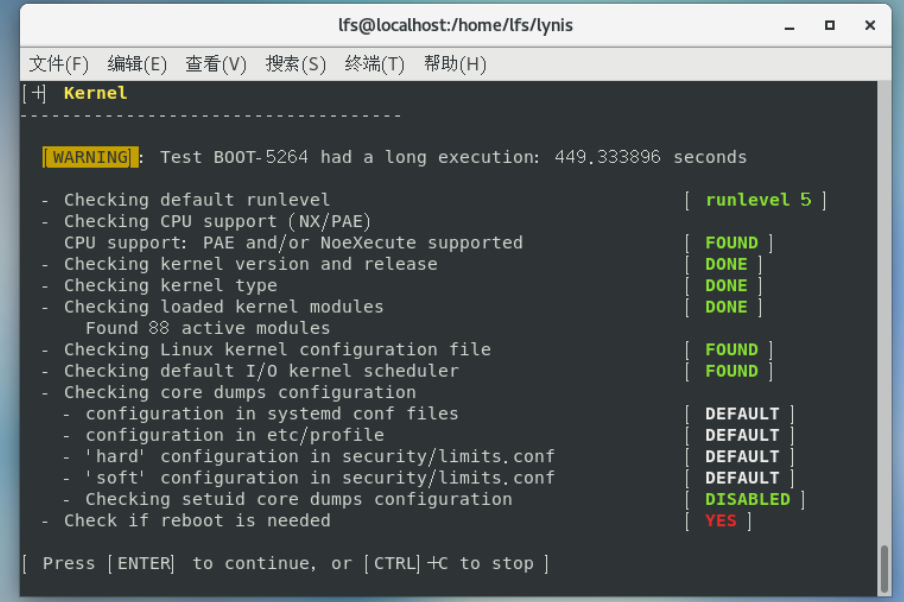 lfs@localhost:/home/lfs/lynis
文件(F) 编辑(E) 查看(V) 搜索(S) 终端(T) 帮助(H)
[+] Kernel
------------------------------------
[WARNING]: Test BOOT-5264 had a long execution: 449.333896 seconds
- Checking default runlevel [ runlevel 5 ]
- Checking CPU support (NX/PAE)
CPU support: PAE and/or NoeXecute supported [ FOUND ]
- Checking kernel version and release [ DONE ]
- Checking kernel type [ DONE ]
- Checking loaded kernel modules [ DONE ]
Found 88 active modules
- Checking Linux kernel configuration file [ FOUND ]
- Checking default I/O kernel scheduler [ FOUND ]
- Checking core dumps configuration
- configuration in systemd conf files [ DEFAULT ]
- configuration in etc/profile [ DEFAULT ]
- 'hard' configuration in security/limits.conf [ DEFAULT ]
- 'soft' configuration in security/limits.conf [ DEFAULT ]
- Checking setuid core dumps configuration [ DISABLED ]
- Check if reboot is needed [ YES ]
[ Press [ENTER] to continue, or [CTRL]+C to stop ]